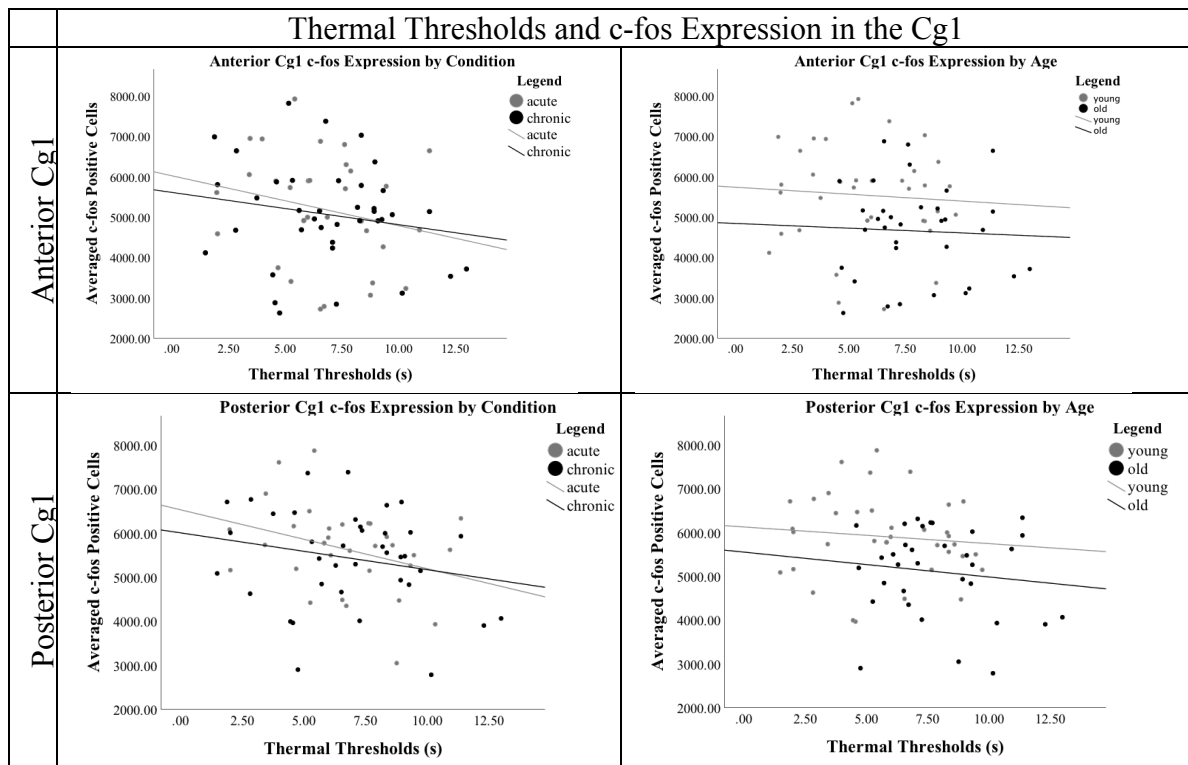 Thermal Thresholds and c-fos Expression in the Cg1
Anterior Cg1
Anterior Cg1 c-fos Expression by Condition
Averaged c-fos Positive Cells
8000.00
7000.00
6000.00
5000.00
4000.00
3000.00
2000.00
.00 2.50 5.00 7.50 10.00 12.50
Thermal Thresholds (s)
Legend
acute
chronic
acute
chronic
Anterior Cg1 c-fos Expression by Age
Averaged c-fos Positive Cells
8000.00
7000.00
6000.00
5000.00
4000.00
3000.00
2000.00
.00 2.50 5.00 7.50 10.00 12.50
Thermal Thresholds (s)
Legend
young
old
young
old
Posterior Cg1
Posterior Cg1 c-fos Expression by Condition
Averaged c-fos Positive Cells
8000.00
7000.00
6000.00
5000.00
4000.00
3000.00
2000.00
.00 2.50 5.00 7.50 10.00 12.50
Thermal Thresholds (s)
Legend
acute
chronic
acute
chronic
Posterior Cg1 c-fos Expression by Age
Averaged c-fos Positive Cells
8000.00
7000.00
6000.00
5000.00
4000.00
3000.00
2000.00
.00 2.50 5.00 7.50 10.00 12.50
Thermal Thresholds (s)
Legend
young
old
young
old